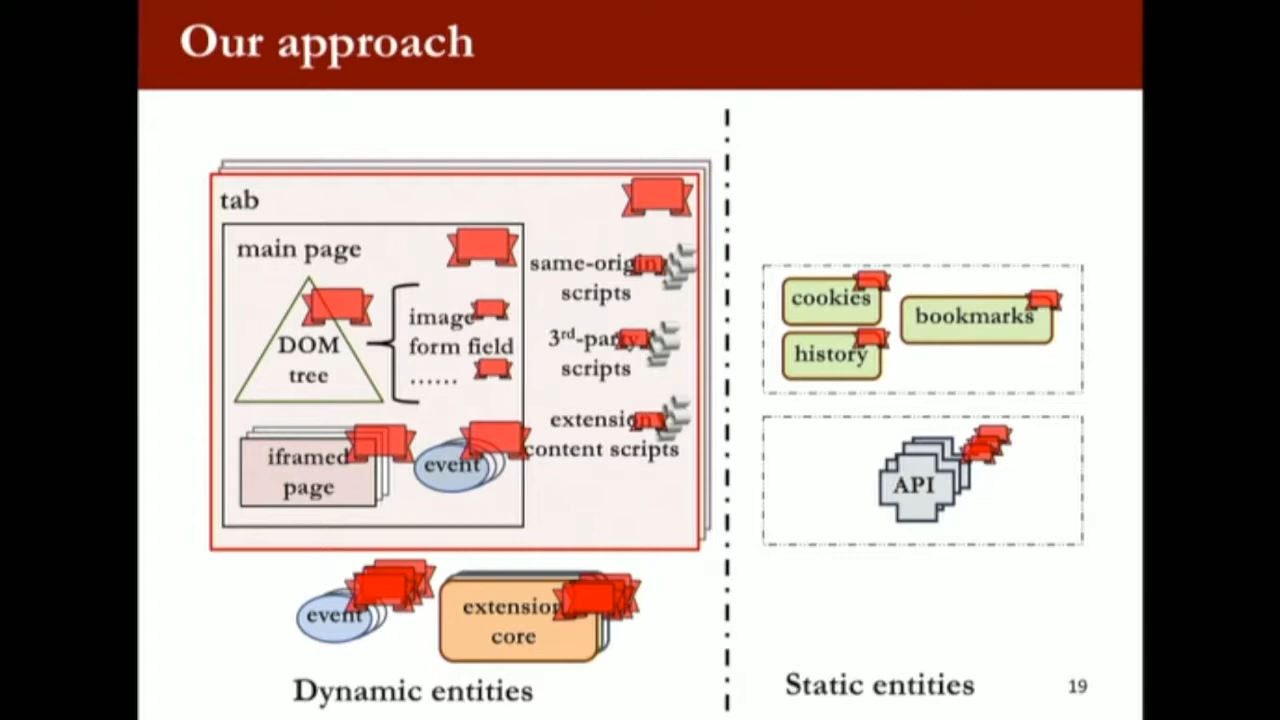 Our approach
tab
main page
DOM
tree
image
form field
......
same-origin
scripts
3rd-party
scripts
extension
content scripts
iframed
page
event
event
extension
core
Dynamic entities
cookies
history
bookmarks
API
Static entities
19